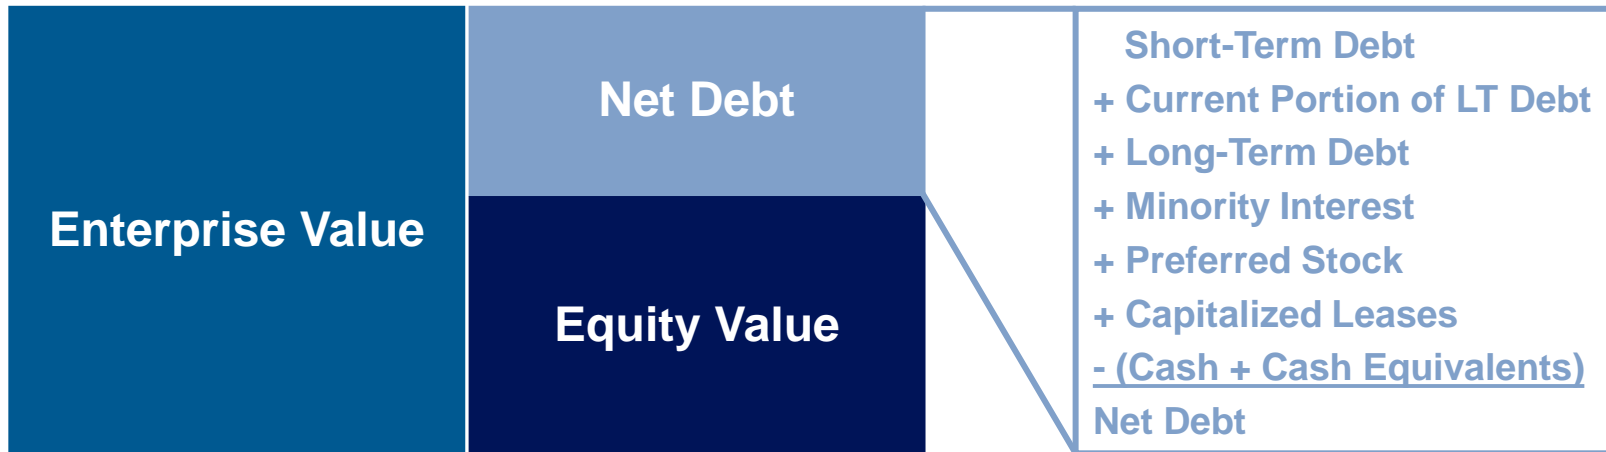 Enterprise Value
Net Debt
Equity Value
Short-Term Debt
+ Current Portion of LT Debt
+ Long-Term Debt
+ Minority Interest
+ Preferred Stock
+ Capitalized Leases
- (Cash + Cash Equivalents)
Net Debt